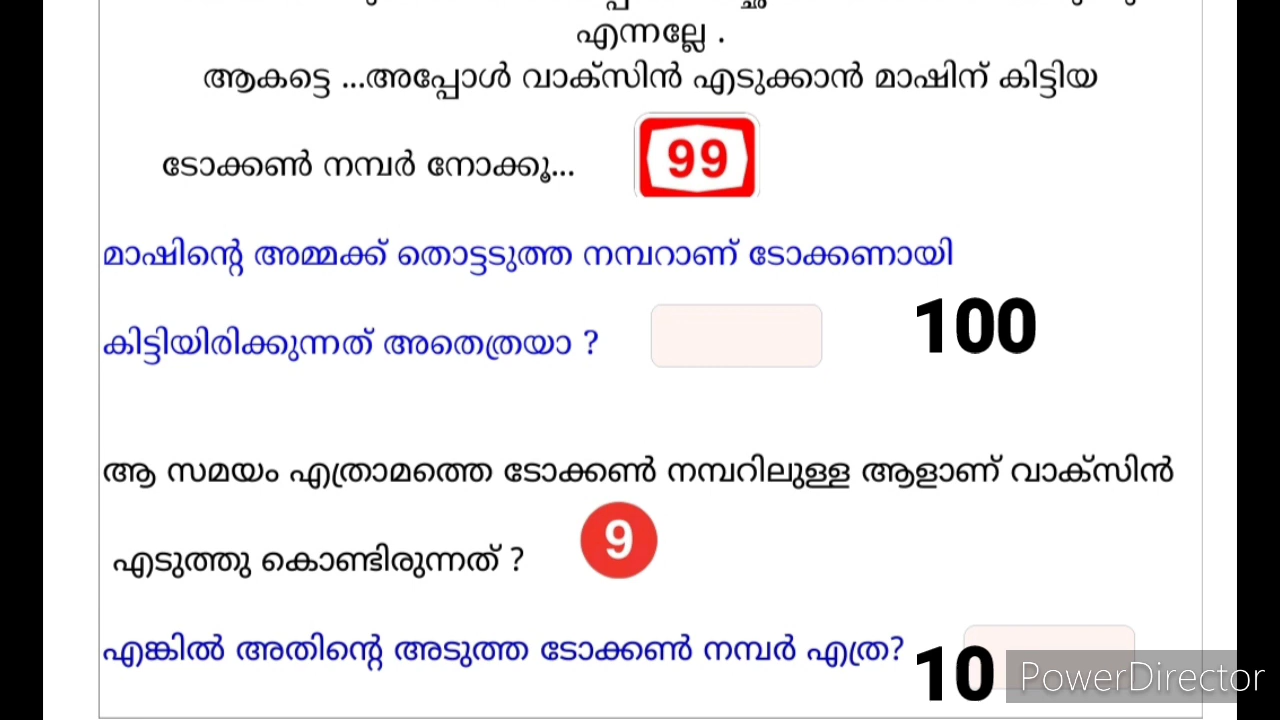 എന്നല്ലേ .
ആകട്ടെ ...അപ്പോൾ വാക്സിൻ എടുക്കാൻ മാഷിന് കിട്ടിയ
ടോക്കൺ നമ്പർ നോക്കൂ... 99
മാഷിന്റെ അമ്മക്ക് തൊട്ടടുത്ത നമ്പറാണ് ടോക്കണായി
കിട്ടിയിരിക്കുന്നത് അതെത്രയാ ? 100
ആ സമയം എത്രാമത്തെ ടോക്കൺ നമ്പറിലുള്ള ആളാണ് വാക്സിൻ
എടുത്തു കൊണ്ടിരുന്നത് ? 9
എങ്കിൽ അതിന്റെ അടുത്ത ടോക്കൺ നമ്പർ എത്ര? 10
PowerDirector